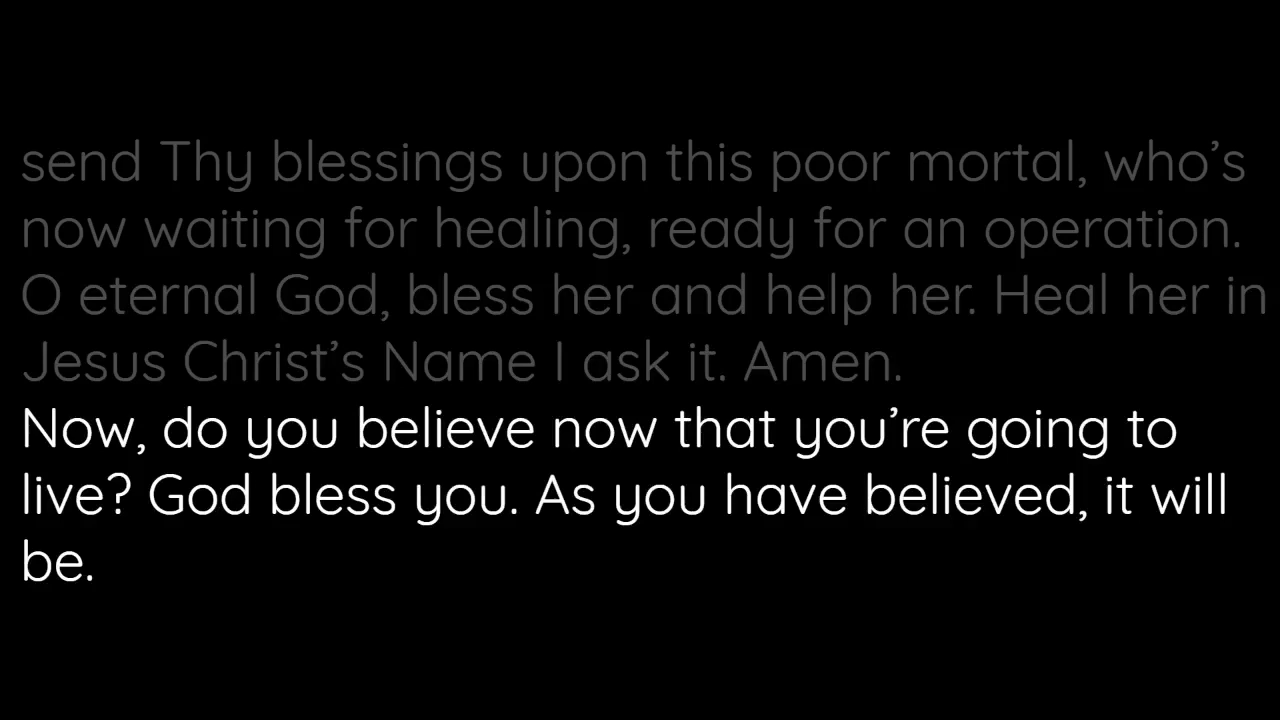 send Thy blessings upon this poor mortal, who’s
now waiting for healing, ready for an operation.
O eternal God, bless her and help her. Heal her in
Jesus Christ’s Name I ask it. Amen.
Now, do you believe now that you’re going to
live? God bless you. As you have believed, it will
be.